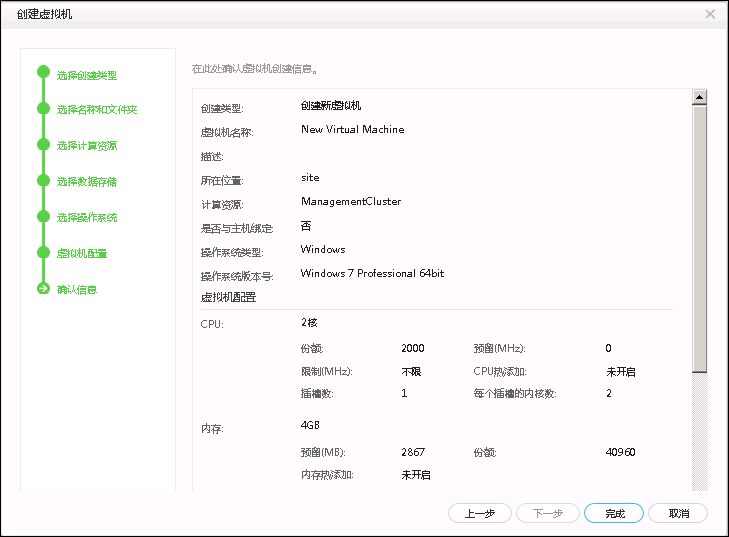 创建虚拟机
选择创建类型
选择名称和文件夹
选择计算资源
选择数据存储
选择操作系统
虚拟机配置
确认信息
在此处确认虚拟机创建信息。
创建类型: 创建新虚拟机
虚拟机名称: New Virtual Machine
描述:
所在位置: site
计算资源: ManagementCluster
是否与主机绑定: 否
操作系统类型: Windows
操作系统版本号: Windows 7 Professional 64bit
虚拟机配置
CPU: 2核
份额: 2000 预留(MHz): 0
限制(MHz): 不限 CPU热添加: 未开启
插槽数: 1 每个插槽的内核数: 2
内存: 4GB
预留(MB): 2867 份额: 40960
内存热添加: 未开启
上一步 下一步 完成 取消